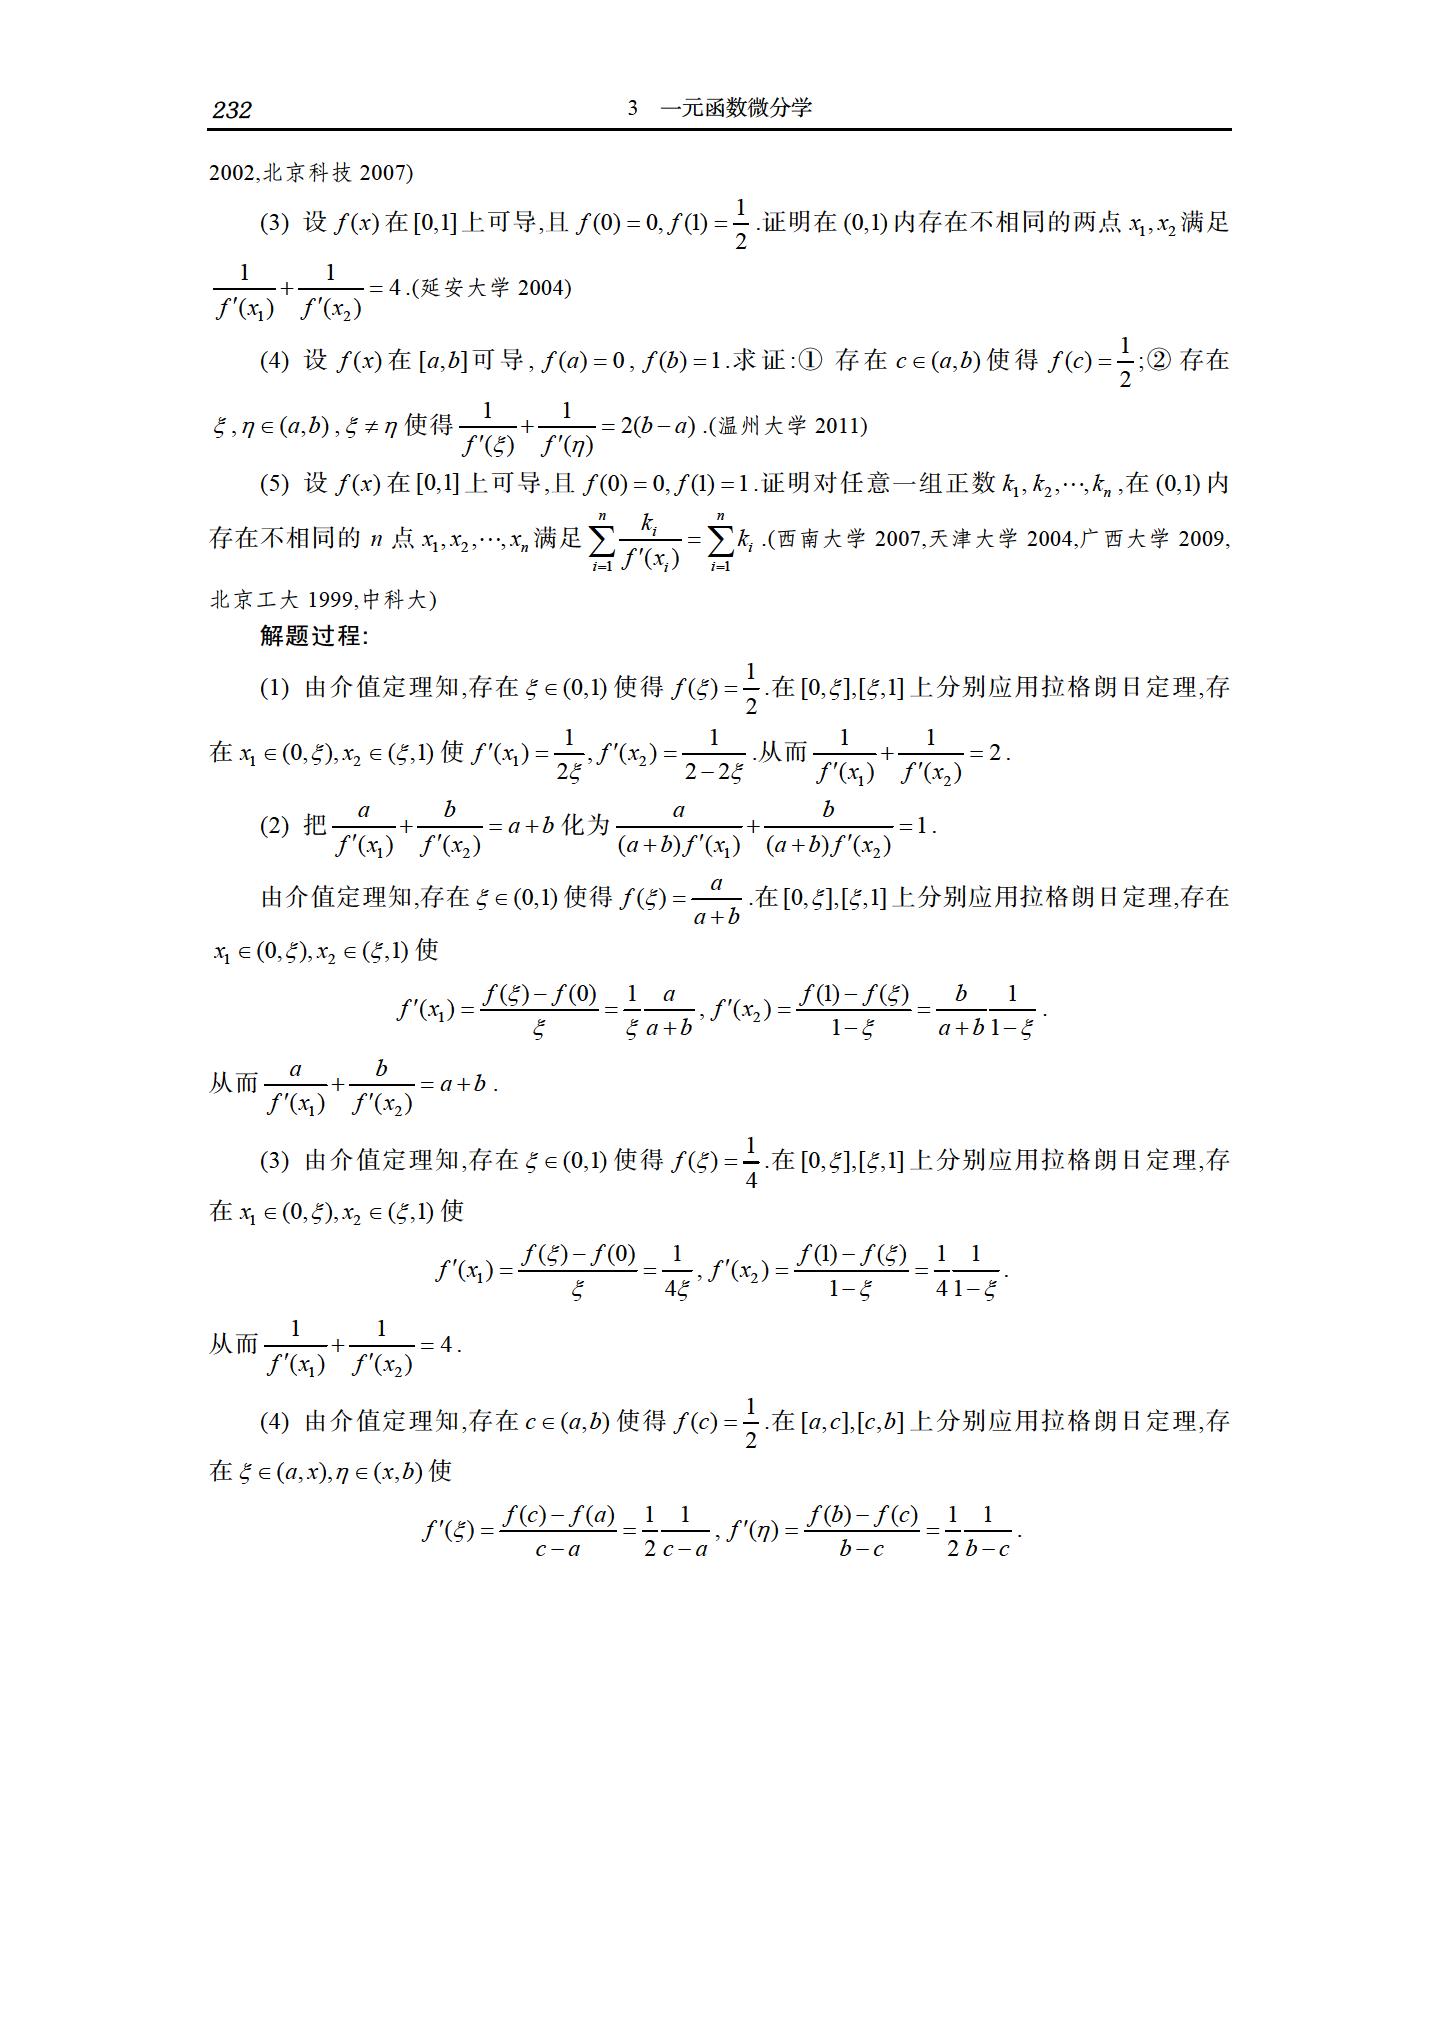 232 3 一元函数微分学
2002,北京科技 2007)
(3) 设 $f(x)$ 在 $[0,1]$ 上可导,且 $f(0)=0,f(1)=\frac{1}{2}$.证明在 $(0,1)$ 内存在不相同的两点 $x_1,x_2$ 满足
$\frac{1}{f'(x_1)}+\frac{1}{f'(x_2)}=4$.(延安大学 2004)
(4) 设 $f(x)$ 在 $[a,b]$ 可导, $f(a)=0$, $f(b)=1$.求证:① 存在 $c\in(a,b)$ 使得 $f(c)=\frac{1}{2}$;② 存在
$\xi,\eta\in(a,b),\xi\neq\eta$ 使得 $\frac{1}{f'(\xi)}+\frac{1}{f'(\eta)}=2(b-a)$.(温州大学 2011)
(5) 设 $f(x)$ 在 $[0,1]$ 上可导,且 $f(0)=0,f(1)=1$.证明对任意一组正数 $k_1,k_2,\cdots,k_n$,在 $(0,1)$ 内
存在不相同的 $n$ 点 $x_1,x_2,\cdots,x_n$ 满足 $\sum_{i=1}^{n}\frac{k_i}{f'(x_i)}=\sum_{i=1}^{n}k_i$.(西南大学 2007,天津大学 2004,广西大学 2009,
北京工大 1999,中科大)
解题过程:
(1) 由介值定理知,存在 $\xi\in(0,1)$ 使得 $f(\xi)=\frac{1}{2}$.在 $[0,\xi],[\xi,1]$ 上分别应用拉格朗日定理,存
在 $x_1\in(0,\xi),x_2\in(\xi,1)$ 使 $f'(x_1)=\frac{1}{2\xi},f'(x_2)=\frac{1}{2-2\xi}$.从而 $\frac{1}{f'(x_1)}+\frac{1}{f'(x_2)}=2$.
(2) 把 $\frac{a}{f'(x_1)}+\frac{b}{f'(x_2)}=a+b$ 化为 $\frac{a}{(a+b)f'(x_1)}+\frac{b}{(a+b)f'(x_2)}=1$.
由介值定理知,存在 $\xi\in(0,1)$ 使得 $f(\xi)=\frac{a}{a+b}$.在 $[0,\xi],[\xi,1]$ 上分别应用拉格朗日定理,存在
$x_1\in(0,\xi),x_2\in(\xi,1)$ 使
$f'(x_1)=\frac{f(\xi)-f(0)}{\xi}=\frac{1}{\xi}\frac{a}{a+b},f'(x_2)=\frac{f(1)-f(\xi)}{1-\xi}=\frac{b}{a+b}\frac{1}{1-\xi}$.
从而 $\frac{a}{f'(x_1)}+\frac{b}{f'(x_2)}=a+b$.
(3) 由介值定理知,存在 $\xi\in(0,1)$ 使得 $f(\xi)=\frac{1}{4}$.在 $[0,\xi],[\xi,1]$ 上分别应用拉格朗日定理,存
在 $x_1\in(0,\xi),x_2\in(\xi,1)$ 使
$f'(x_1)=\frac{f(\xi)-f(0)}{\xi}=\frac{1}{4\xi},f'(x_2)=\frac{f(1)-f(\xi)}{1-\xi}=\frac{1}{4}\frac{1}{1-\xi}$.
从而 $\frac{1}{f'(x_1)}+\frac{1}{f'(x_2)}=4$.
(4) 由介值定理知,存在 $c\in(a,b)$ 使得 $f(c)=\frac{1}{2}$.在 $[a,c],[c,b]$ 上分别应用拉格朗日定理,存
在 $\xi\in(a,x),\eta\in(x,b)$ 使
$f'(\xi)=\frac{f(c)-f(a)}{c-a}=\frac{1}{2}\frac{1}{c-a},f'(\eta)=\frac{f(b)-f(c)}{b-c}=\frac{1}{2}\frac{1}{b-c}$.